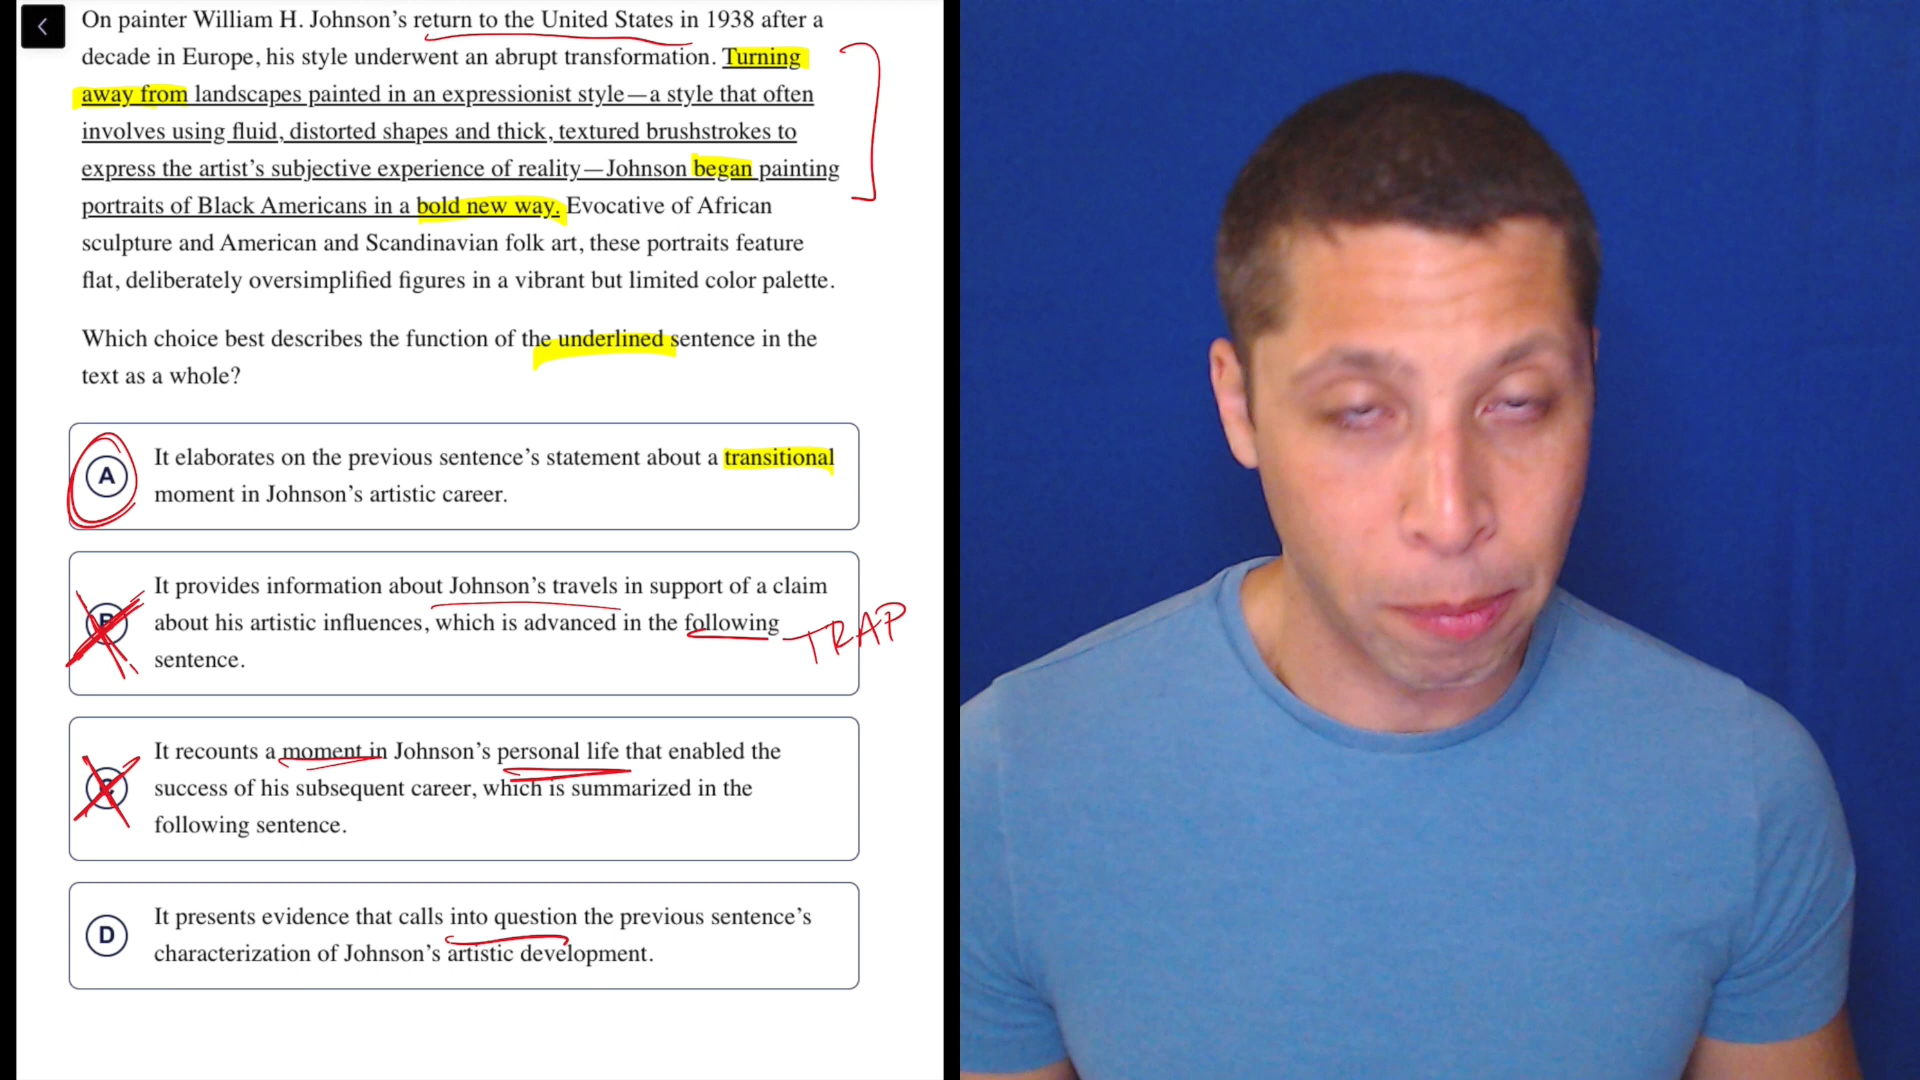 On painter William H. Johnson’s return to the United States in 1938 after a
decade in Europe, his style underwent an abrupt transformation. Turning
away from landscapes painted in an expressionist style—a style that often
involves using fluid, distorted shapes and thick, textured brushstrokes to
express the artist’s subjective experience of reality—Johnson began painting
portraits of Black Americans in a bold new way. Evocative of African
sculpture and American and Scandinavian folk art, these portraits feature
flat, deliberately oversimplified figures in a vibrant but limited color palette.
Which choice best describes the function of the underlined sentence in the
text as a whole?
A
It elaborates on the previous sentence’s statement about a transitional
moment in Johnson’s artistic career.
It provides information about Johnson’s travels in support of a claim
about his artistic influences, which is advanced in the following
sentence.
TRAP
It recounts a moment in Johnson’s personal life that enabled the
success of his subsequent career, which is summarized in the
following sentence.
D
It presents evidence that calls into question the previous sentence’s
characterization of Johnson’s artistic development.